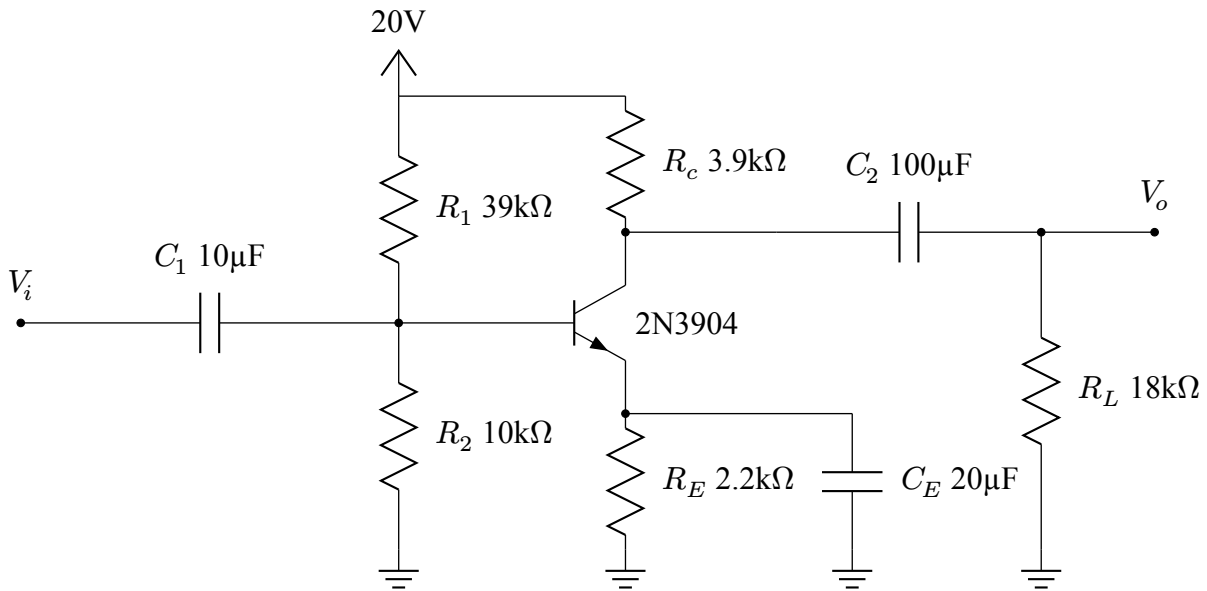 20V
R_c 3.9kΩ
C_2 100µF
V_o
R_1 39kΩ
C_1 10µF
V_i
2N3904
R_L 18kΩ
R_2 10kΩ
R_E 2.2kΩ
C_E 20µF